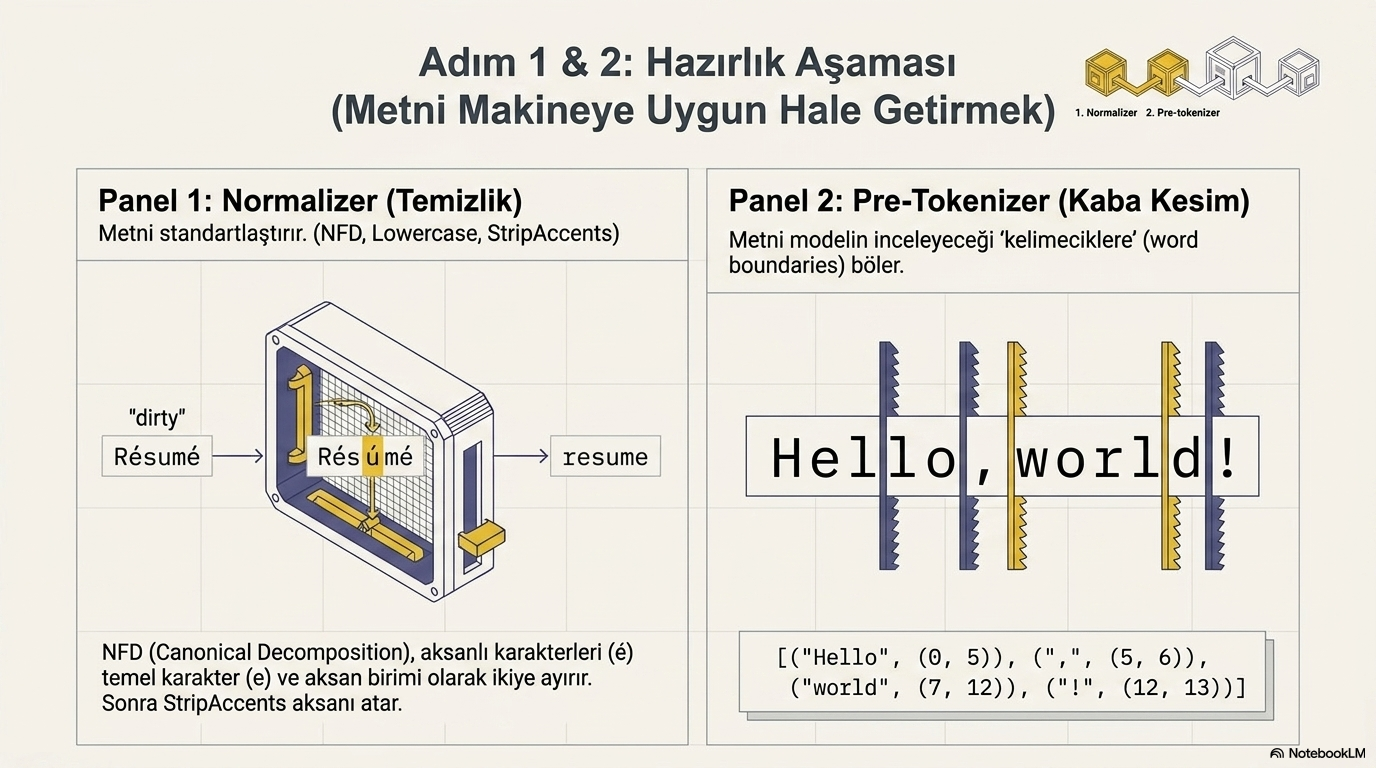 Adım 1 & 2: Hazırlık Aşaması
(Metni Makineye Uygun Hale Getirmek)
1. Normalizer 2. Pre-tokenizer
Panel 1: Normalizer (Temizlik)
Metni standartlaştırır. (NFD, Lowercase, StripAccents)
"dirty"
Résumé
1
Résúmé
resume
NFD (Canonical Decomposition), aksanlı karakterleri (é)
temel karakter (e) ve aksan birimi olarak ikiye ayırır.
Sonra StripAccents aksanı atar.
Panel 2: Pre-Tokenizer (Kaba Kesim)
Metni modelin inceleyeceği ‘kelimeciklere’ (word
boundaries) böler.
Hello, world!
[("Hello", (0, 5)), (",", (5, 6)),
("world", (7, 12)), ("!", (12, 13))]
NotebookLM